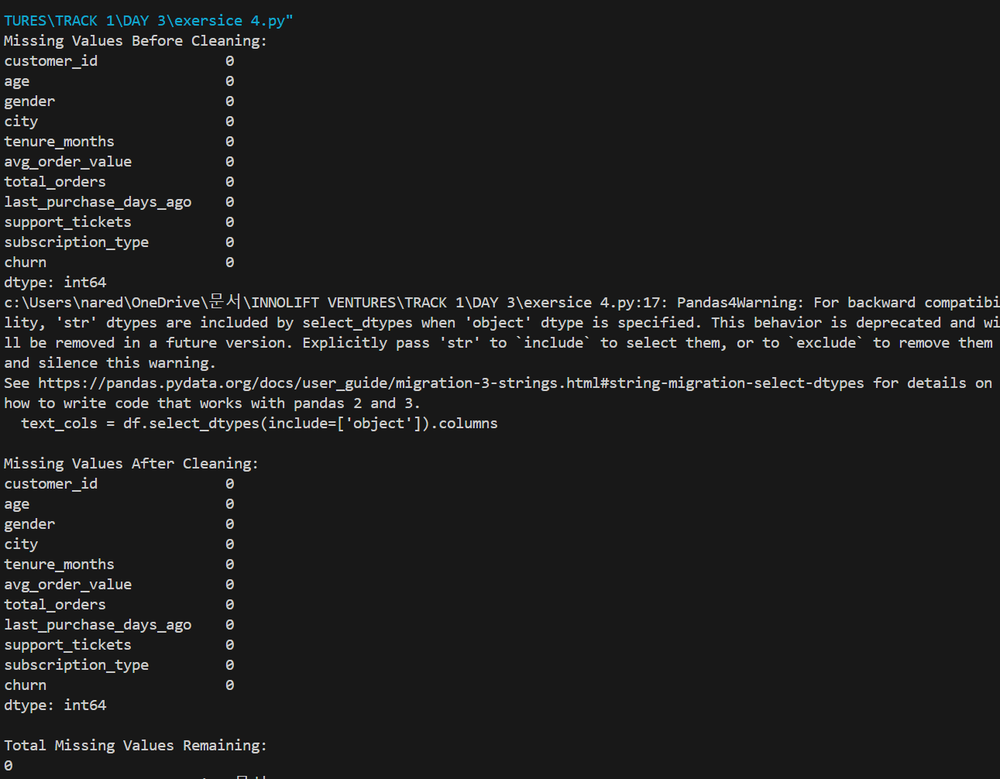 TURES\TRACK 1\DAY 3\exersice 4.py"
Missing Values Before Cleaning:
customer_id 0
age 0
gender 0
city 0
tenure_months 0
avg_order_value 0
total_orders 0
last_purchase_days_ago 0
support_tickets 0
subscription_type 0
churn 0
dtype: int64
c:\Users\nared\OneDrive\문서\INNOLIFT VENTURES\TRACK 1\DAY 3\exersice 4.py:17: Pandas4Warning: For backward compatibi
lity, 'str' dtypes are included by select_dtypes when 'object' dtype is specified. This behavior is deprecated and wi
ll be removed in a future version. Explicitly pass 'str' to `include` to select them, or to `exclude` to remove them
and silence this warning.
See https://pandas.pydata.org/docs/user_guide/migration-3-strings.html#string-migration-select-dtypes for details on
how to write code that works with pandas 2 and 3.
  text_cols = df.select_dtypes(include=['object']).columns
Missing Values After Cleaning:
customer_id 0
age 0
gender 0
city 0
tenure_months 0
avg_order_value 0
total_orders 0
last_purchase_days_ago 0
support_tickets 0
subscription_type 0
churn 0
dtype: int64
Total Missing Values Remaining:
0